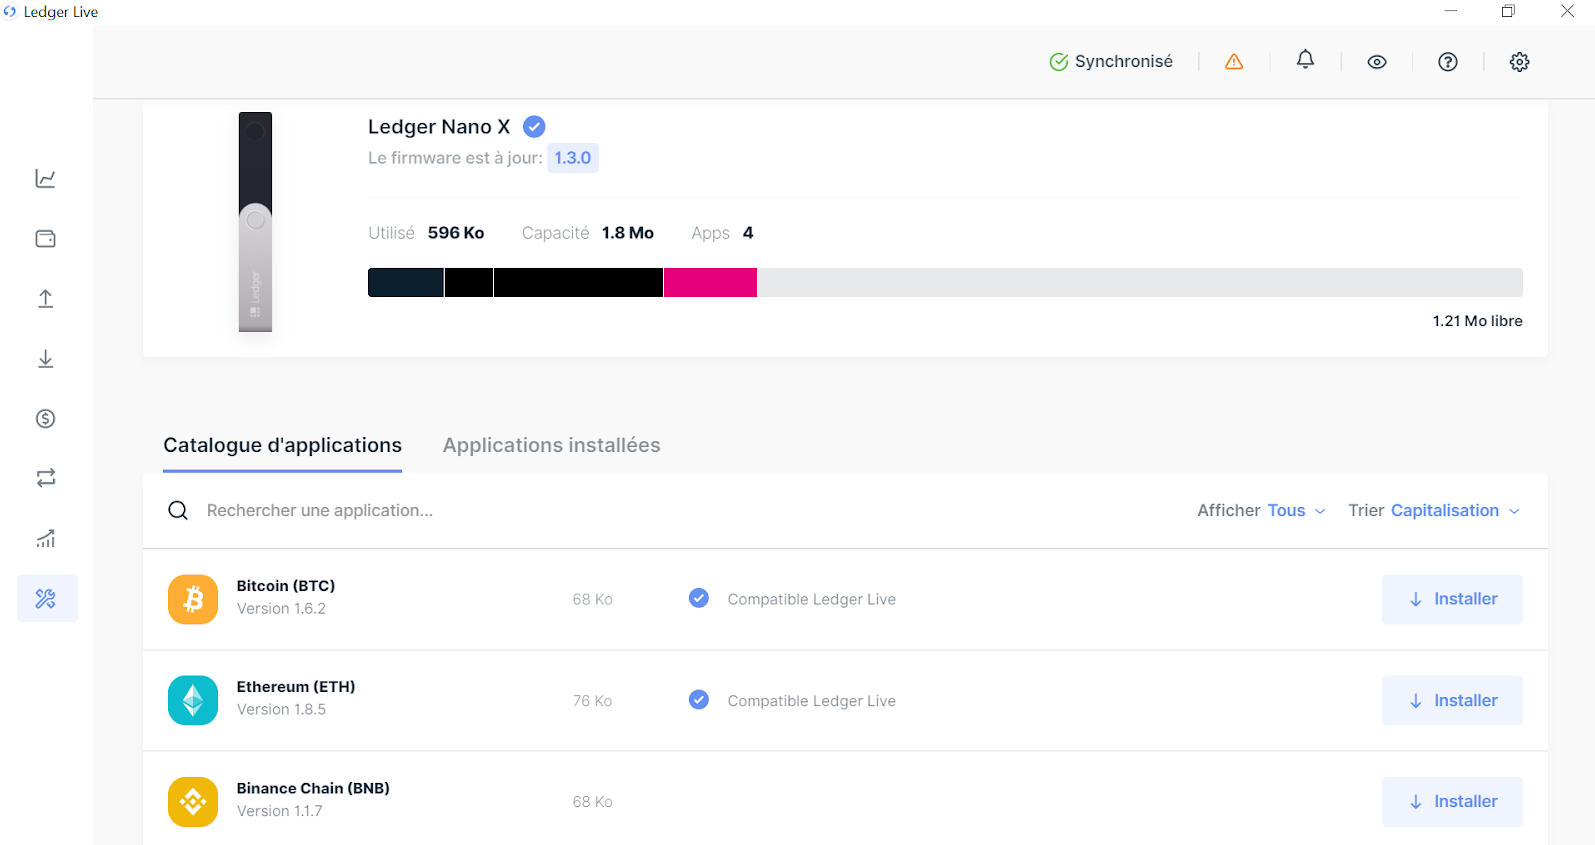 Ledger Live
Synchronisé
Ledger Nano X
Le firmware est à jour: 1.3.0
Utilisé 596 Ko Capacité 1.8 Mo Apps 4
Ledger
1.21 Mo libre
Catalogue d'applications Applications installées
Rechercher une application... Afficher Tous Trier Capitalisation
Bitcoin (BTC)
Version 1.6.2
68 Ko Compatible Ledger Live Installer
Ethereum (ETH)
Version 1.8.5
76 Ko Compatible Ledger Live Installer
Binance Chain (BNB)
Version 1.1.7
68 Ko Installer